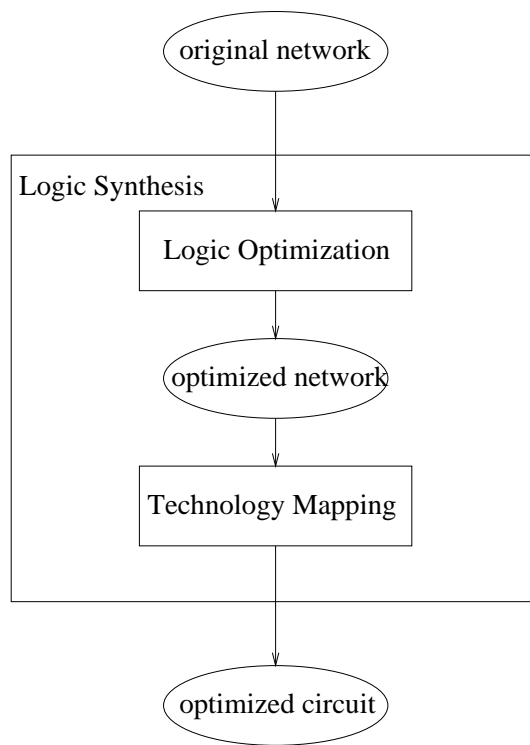 original network
Logic Synthesis
Logic Optimization
optimized network
Technology Mapping
optimized circuit